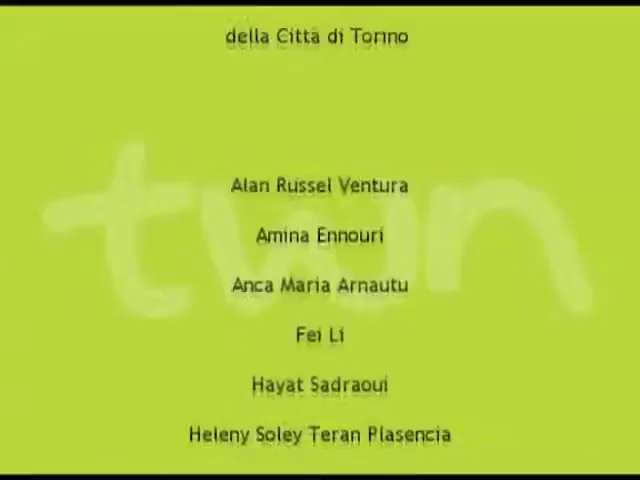 della Città di Torino
Alan Russel Ventura
Amina Ennouri
Anca Maria Arnautu
Fei Li
Hayat Sadraoui
Heleny Soley Teran Plasencia